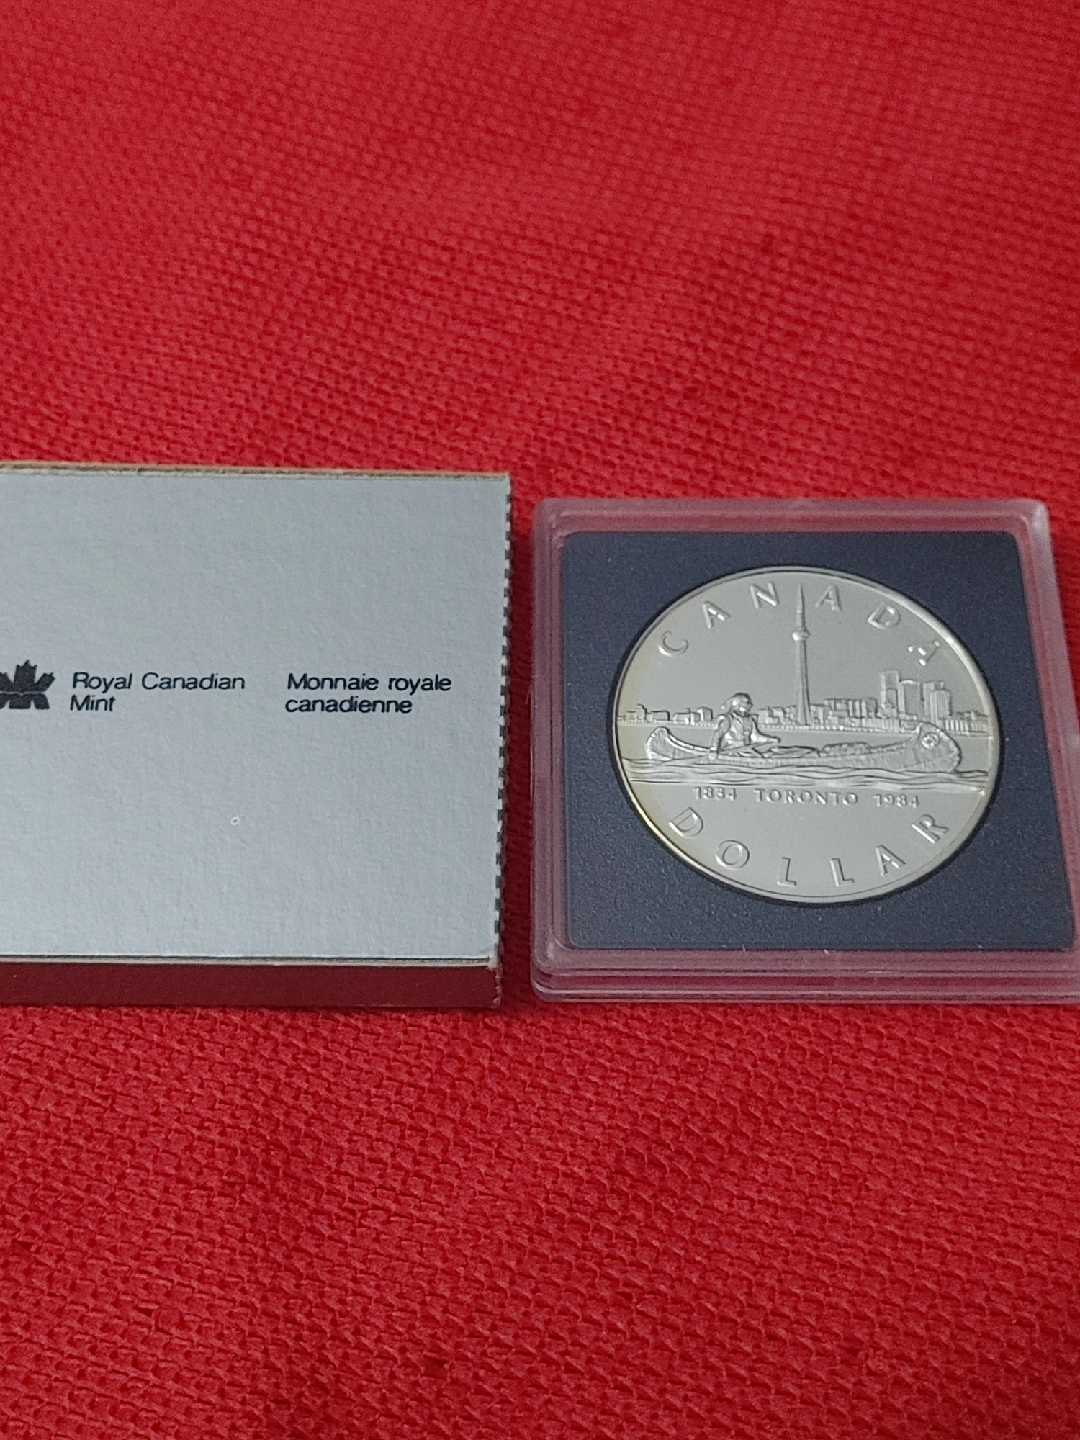 Royal Canadian
Mint
Monnaie royale
canadienne
CANADA
1834 TORONTO 1984
DOLLAR